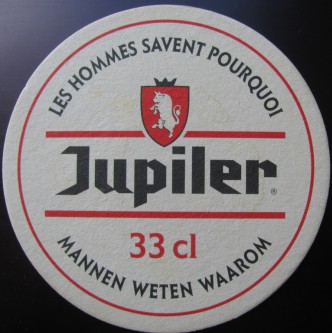 LES HOMMES SAVENT POURQUOI
Jupiler®
33 cl
MANNEN WETEN WAAROM